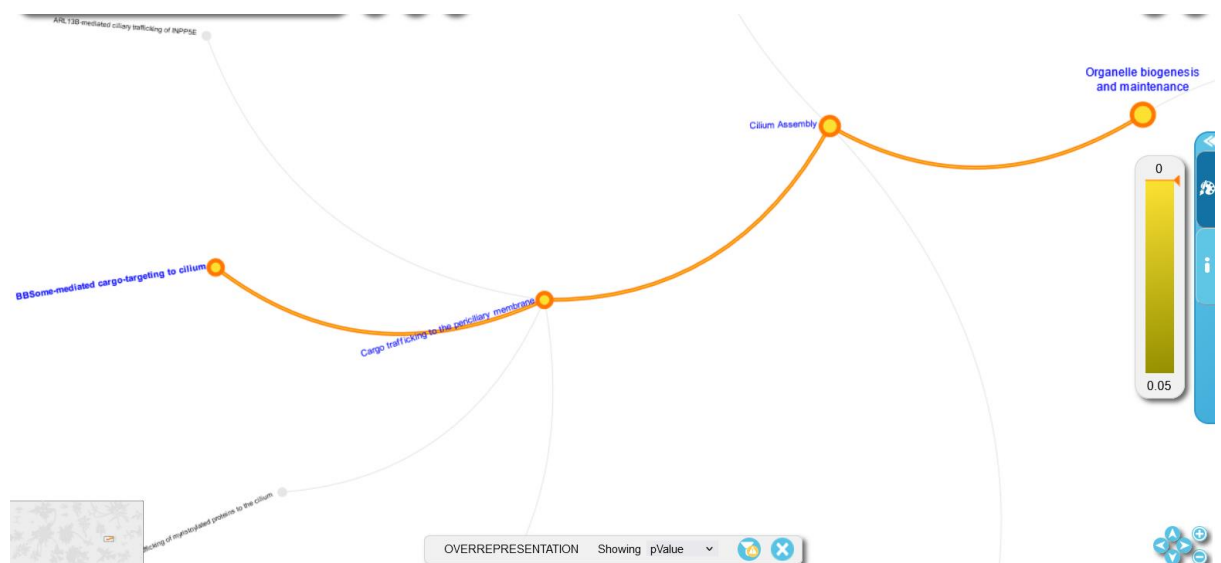 ARL13B-mediated ciliary trafficking of INPP5E
Organelle biogenesis
and maintenance
Cilium Assembly
0
BBSome-mediated cargo-targeting to cilium
Cargo trafficking to the periciliary membrane
0.05
fficking of myristoylated proteins to the cilium
OVERREPRESENTATION Showing pValue